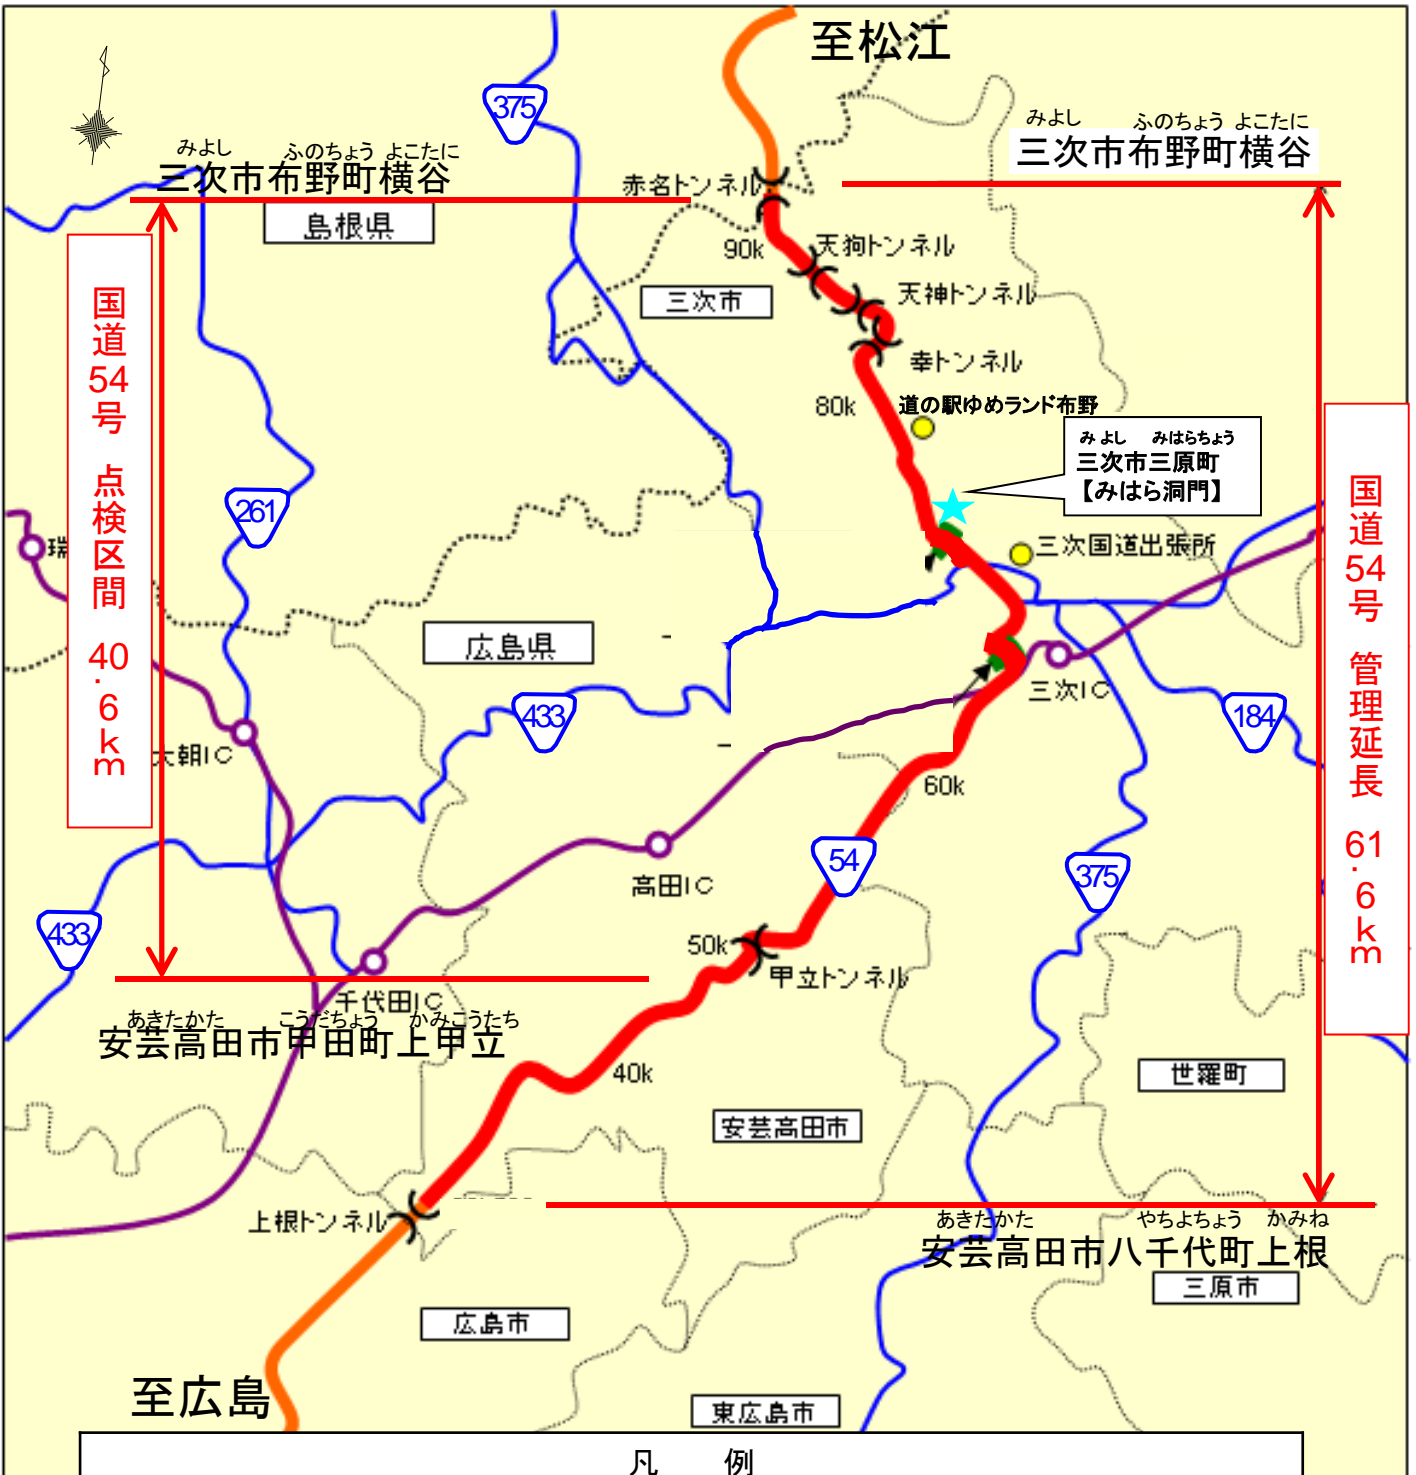 至松江
375
みよし ふのちょう よこたに
三次市布野町横谷
みよし ふのちょう よこたに
三次市布野町横谷
赤名トンネル
島根県
90k
天狗トンネル
三次市
天神トンネル
幸トンネル
80k
道の駅ゆめランド布野
みよし みはらちょう
三次市三原町
【みはら洞門】
国道54号 点検区間 40.6km
国道54号 管理延長 61.6km
261
瑞
三次国道出張所
広島県
三次IC
433
184
大朝IC
60k
54
375
高田IC
433
50k
甲立トンネル
千代田IC
あきたかた こうだちょう かみこうたち
安芸高田市甲田町上甲立
40k
世羅町
安芸高田市
上根トンネル
あきたかた やちよちょう かみね
安芸高田市八千代町上根
三原市
広島市
至広島
東広島市
凡 例